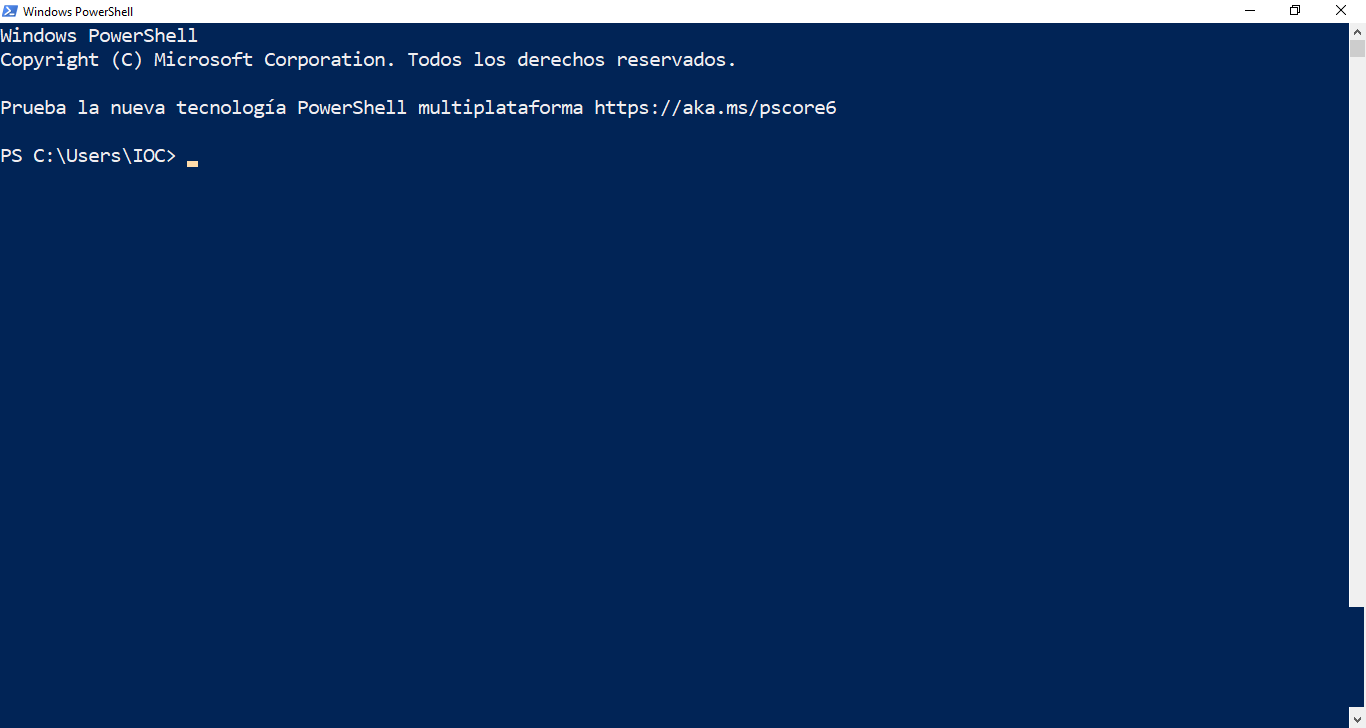 Windows PowerShell
Windows PowerShell
Copyright (C) Microsoft Corporation. Todos los derechos reservados.
Prueba la nueva tecnología PowerShell multiplataforma https://aka.ms/pscore6
PS C:\Users\IOC>